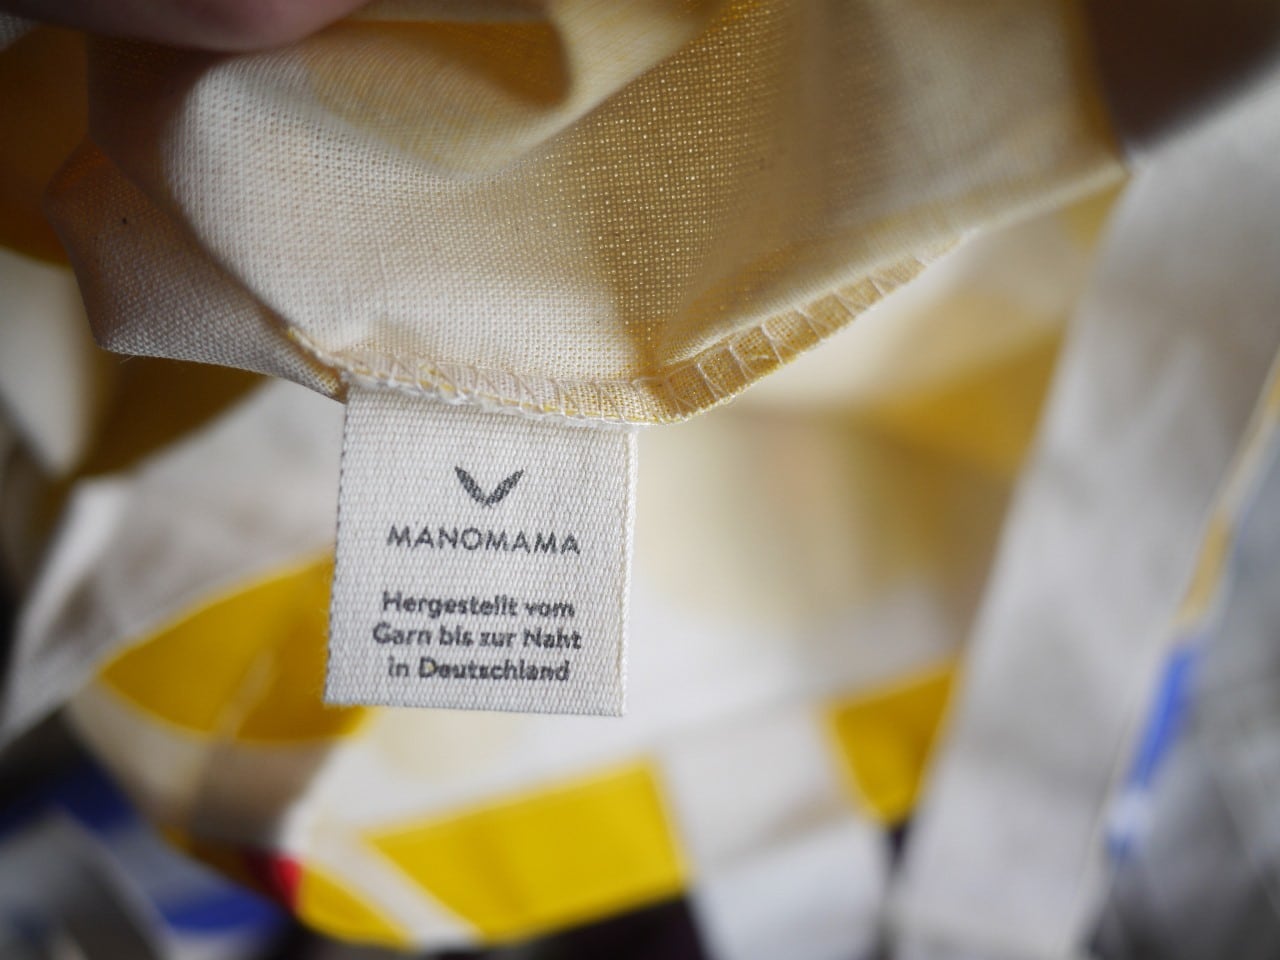 MANOMAMA
Hergestellt vom
Garn bis zur Naht
in Deutschland